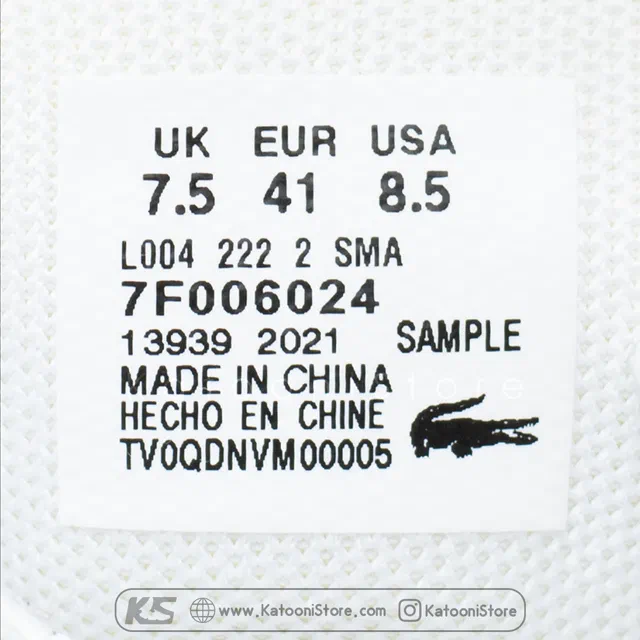 UK EUR USA
7.5 41 8.5
L004 222 2 SMA
7F006024
13939 2021 SAMPLE
MADE IN CHINA
HECHO EN CHINE
TV0QDNVM00005
KS www.KatooniStore.com KatooniStore